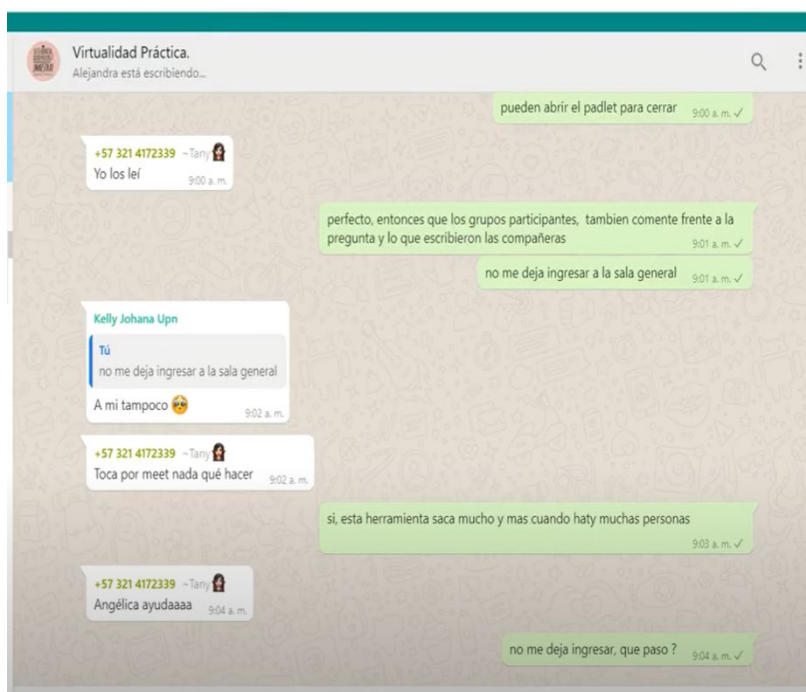 Virtualidad Práctica.
Alejandra está escribiendo...
pueden abrir el padlet para cerrar 9:00 a. m.
+57 321 4172339 ~Tany
Yo los leí 9:00 a. m.
perfecto, entonces que los grupos participantes, tambien comente frente a la
pregunta y lo que escribieron las compañeras 9:01 a. m.
no me deja ingresar a la sala general 9:01 a. m.
Kelly Johana Upn
Tú
no me deja ingresar a la sala general
A mi tampoco 9:02 a. m.
+57 321 4172339 ~Tany
Toca por meet nada qué hacer 9:02 a. m.
si, esta herramienta saca mucho y mas cuando haty muchas personas
9:03 a. m.
+57 321 4172339 ~Tany
Angélica ayudaaaa 9:04 a. m.
no me deja ingresar, que paso ? 9:04 a. m.